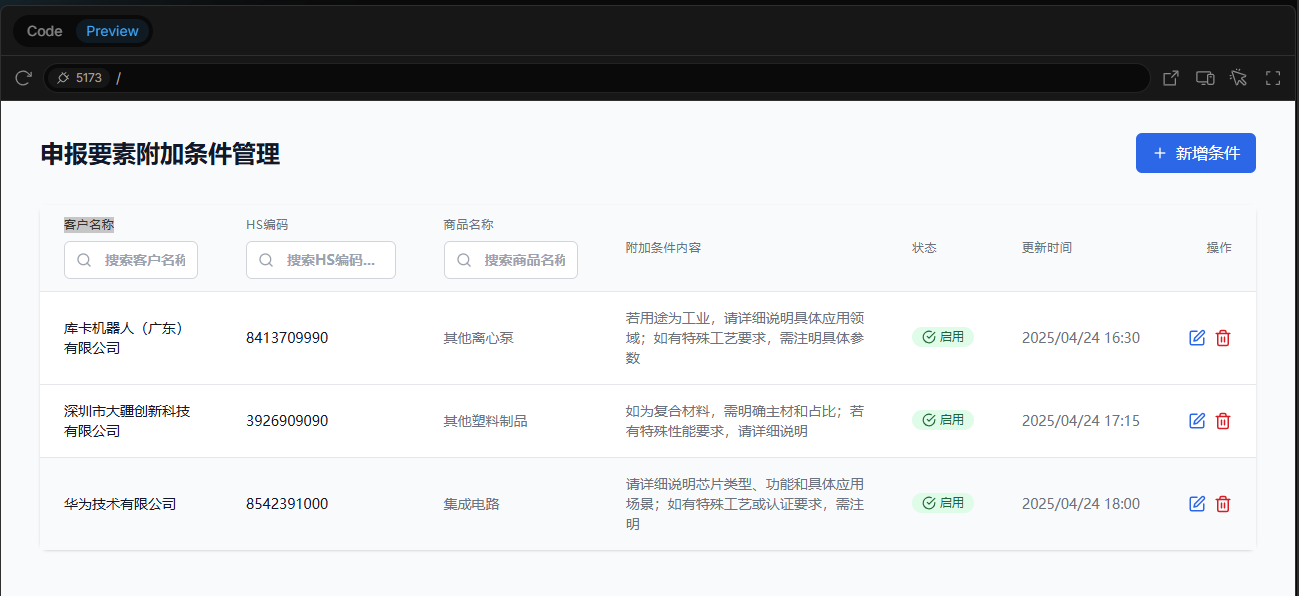 Code Preview
5173 /
申报要素附加条件管理
+ 新增条件
客户名称 HS编码 商品名称 附加条件内容 状态 更新时间 操作
搜索客户名称 搜索HS编码... 搜索商品名称
库卡机器人（广东）
有限公司
8413709990
其他离心泵
若用途为工业，请详细说明具体应用领
域；如有特殊工艺要求，需注明具体参
数
启用
2025/04/24 16:30
深圳市大疆创新科技
有限公司
3926909090
其他塑料制品
如为复合材料，需明确主材和占比；若
有特殊性能要求，请详细说明
启用
2025/04/24 17:15
华为技术有限公司
8542391000
集成电路
请详细说明芯片类型、功能和具体应用
场景；如有特殊工艺或认证要求，需注
明
启用
2025/04/24 18:00